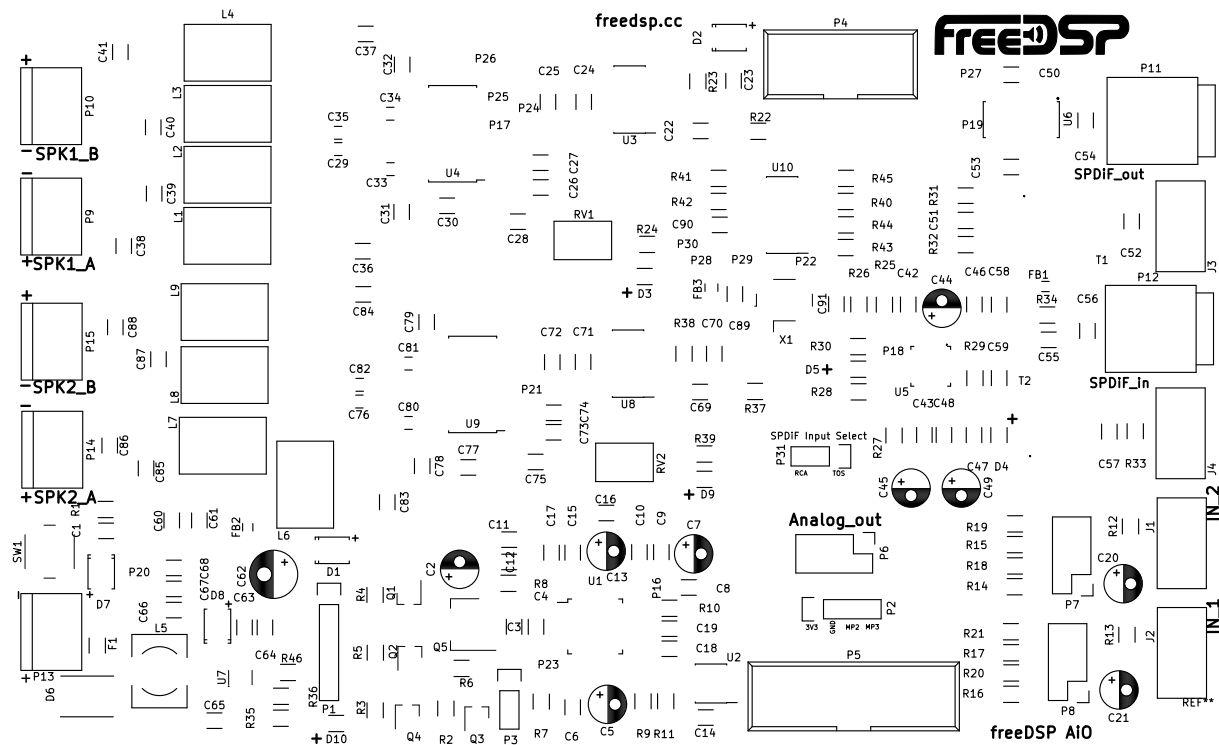 L4
freedsp.cc
P4
freeDSP
D2
+
C37
C41
C32
P26
C25
C24
R23
C23
P27
C50
P11
+
P10
L3
C34
P25
P24
P17
C35
C40
C29
U4
C33
U3
C22
R22
P19
U6
C54
-SPK1_B
L2
C27
C26
U10
R41
R45
C53
SPDiF_out
-
P9
C39
L1
C31
C30
C28
RV1
R42
R40
R31
C51
C90
R44
R24
P30
R43
R32
C38
+SPK1_A
C36
P28
P29
P22
R25
C52
T1
J3
R26
C42
C44
C46
C58
FB1
P12
+
L9
C84
+
D3
FB3
C91
+
R34
C56
P15
C88
C79
C72
C71
R38
C70
C89
X1
C87
C81
R30
P18
R29
C59
C55
C82
D5+
-SPK2_B
L8
C76
P21
U8
C69
R37
R28
U5
T2
SPDiF_in
-
L7
C80
U9
C73
C74
C43
C48
+
P14
C86
C77
R39
SPDiF Input Select
P31
RCA
TOS
R27
C85
C78
C75
RV2
C47
D4
C57
R33
J4
+SPK2_A
L6
C83
+
D9
C45
+
C49
+
IN_2
R1
C1
C60
C61
FB2
C16
C11
C17
C15
C10
C9
C7
Analog_out
R19
R12
J1
SW1
+
D1
C2
+
C12
U1
+
C13
+
P6
R15
C20
P20
C67
C68
C62
+
R18
+
D7
D8
+
C63
R4
Q1
R8
C4
P16
C8
R14
P7
C66
R10
P2
3V3
GND
MP2
MP3
IN_1
L5
C64
C3
C19
R21
R13
J2
F1
R5
Q2
Q5
C18
R17
+P13
D6
U7
R46
R6
P23
U2
P5
R20
R36
P1
+
R16
+
REF**
C65
R35
R3
Q4
R2
Q3
P3
R7
C6
C5
R9
R11
C14
P8
C21
+D10
freeDSP AiO